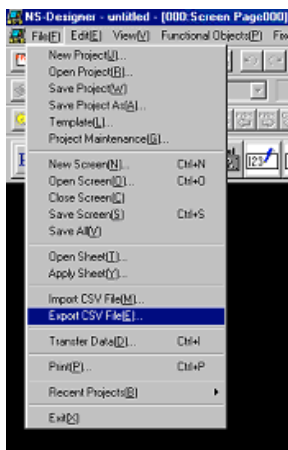 NS-Designer - untitled - [000:Screen Page000]
File(F) Edit(E) View(V) Functional Objects(P) Fixe
New Project(J)...
Open Project(R)...
Save Project(W)
Save Project As(A)...
Template(L)...
Project Maintenance(G)...
New Screen(N)... Ctrl+N
Open Screen(O)... Ctrl+O
Close Screen(C)
Save Screen(S) Ctrl+S
Save All(V)
Open Sheet(T)...
Apply Sheet(Y)...
Import CSV File(M)...
Export CSV File(E)...
Transfer Data(D)... Ctrl+I
Print(P)... Ctrl+P
Recent Projects(B)
Exit(X)